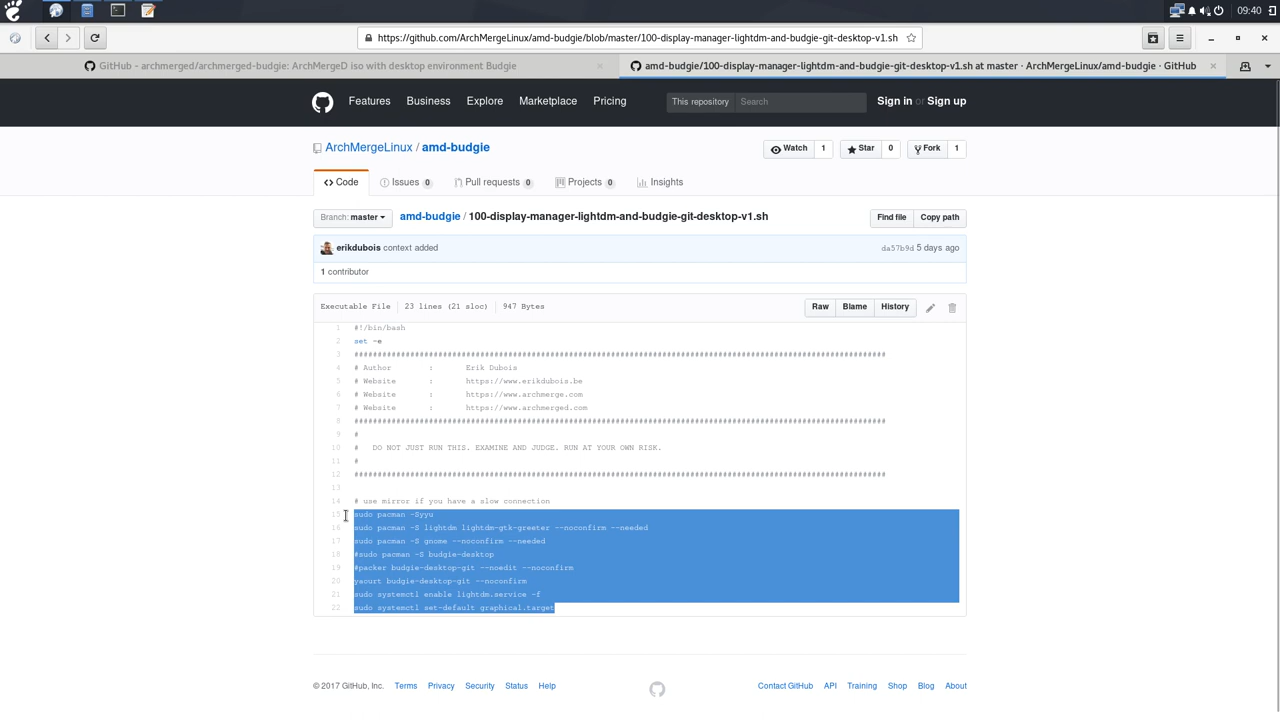 09:40
https://github.com/ArchMergeLinux/amd-budgie/blob/master/100-display-manager-lightdm-and-budgie-git-desktop-v1.sh
GitHub - archmerged/archmerged-budgie: ArchMergeD iso with desktop environment Budgie
amd-budgie/100-display-manager-lightdm-and-budgie-git-desktop-v1.sh at master · ArchMergeLinux/amd-budgie · GitHub
Features Business Explore Marketplace Pricing This repository Search Sign in or Sign up
ArchMergeLinux / amd-budgie Watch 1 Star 0 Fork 1
Code Issues 0 Pull requests 0 Projects 0 Insights
Branch: master amd-budgie / 100-display-manager-lightdm-and-budgie-git-desktop-v1.sh Find file Copy path
erikdubois context added da57b9d 5 days ago
1 contributor
Executable File 23 lines (21 sloc) 947 Bytes Raw Blame History
1 #!/bin/bash
2 set -e
3 ##################################################################################################################
4 # Author : Erik Dubois
5 # Website : https://www.erikdubois.be
6 # Website : https://www.archmerge.com
7 # Website : https://www.archmerged.com
8 ##################################################################################################################
9 #
10 # DO NOT JUST RUN THIS. EXAMINE AND JUDGE. RUN AT YOUR OWN RISK.
11 #
12 ##################################################################################################################
13
14 # use mirror if you have a slow connection
15 sudo pacman -Syyu
16 sudo pacman -S lightdm lightdm-gtk-greeter --noconfirm --needed
17 sudo pacman -S gnome --noconfirm --needed
18 #sudo pacman -S budgie-desktop
19 #packer budgie-desktop-git --noedit --noconfirm
20 yaourt budgie-desktop-git --noconfirm
21 sudo systemctl enable lightdm.service -f
22 sudo systemctl set-default graphical.target
© 2017 GitHub, Inc. Terms Privacy Security Status Help Contact GitHub API Training Shop Blog About